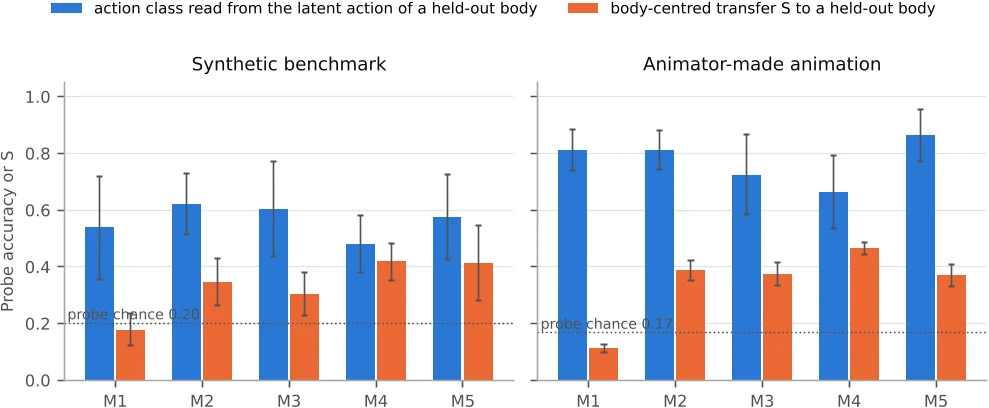 action class read from the latent action of a held-out body
body-centred transfer S to a held-out body
Synthetic benchmark
Animator-made animation
Probe accuracy or S
1.0
0.8
0.6
0.4
0.2
0.0
probe chance 0.20
probe chance 0.17
M1 M2 M3 M4 M5
M1 M2 M3 M4 M5